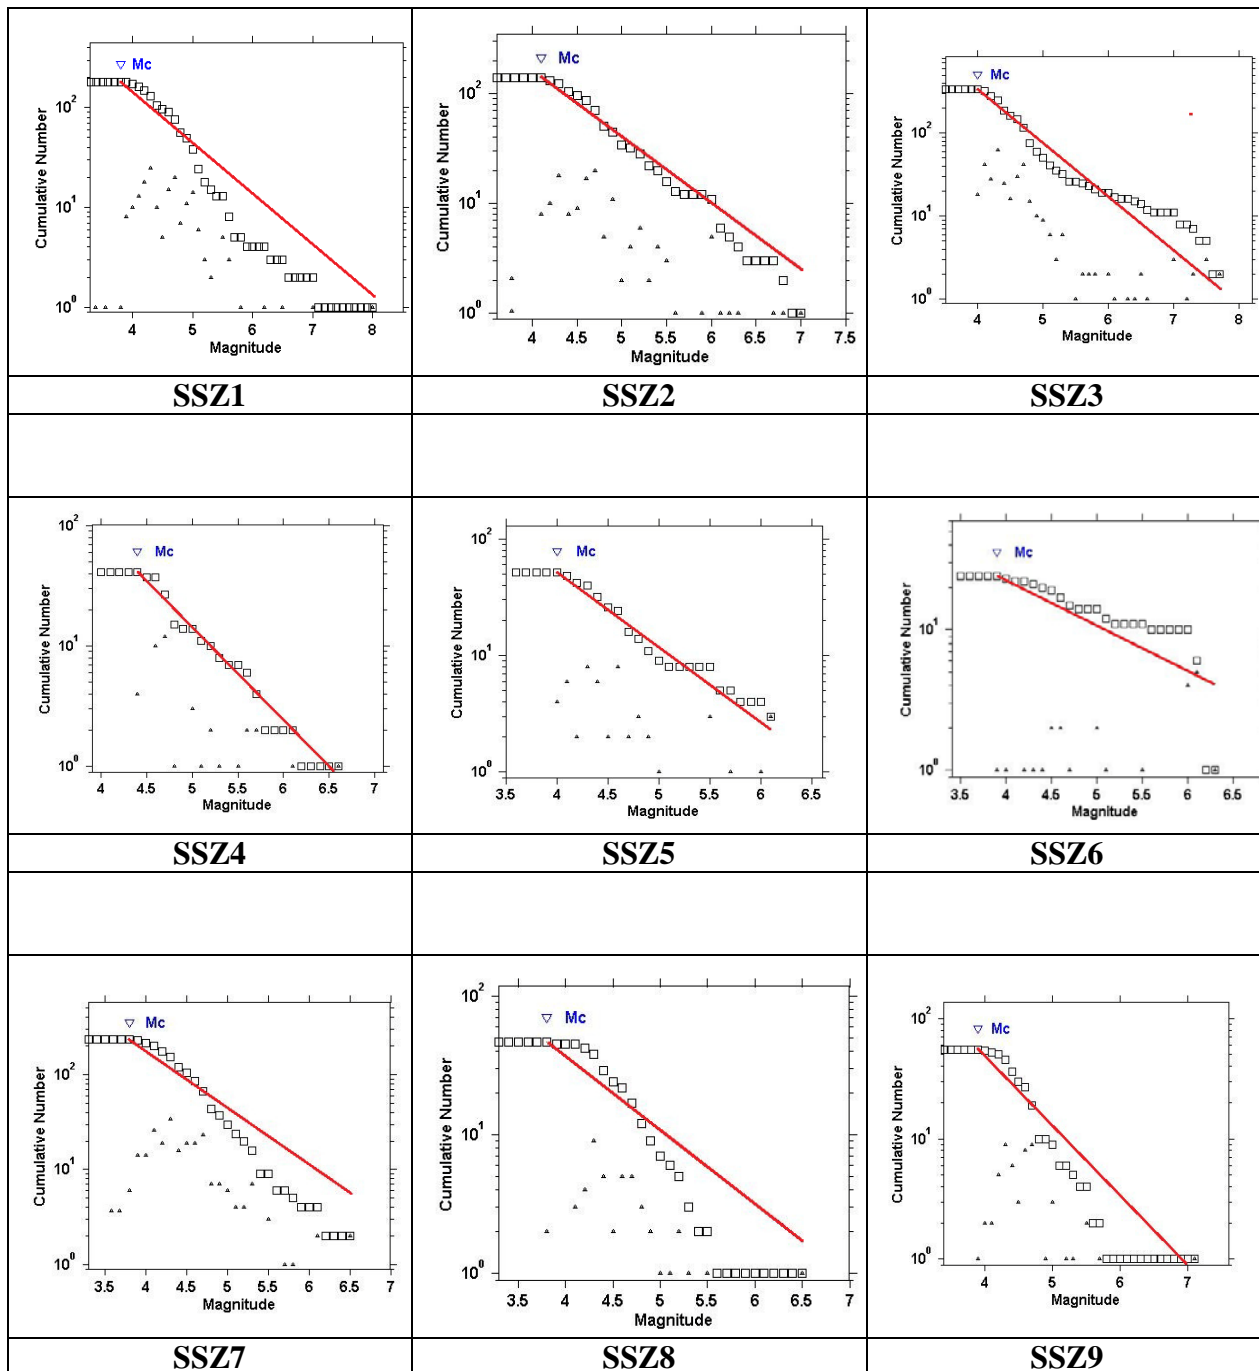 Mc
10²
10¹
10⁰
Cumulative Number
4 5 6 7 8
Magnitude
Mc
10²
10¹
10⁰
Cumulative Number
4 4.5 5 5.5 6 6.5 7 7.5
Magnitude
Mc
10²
10¹
10⁰
Cumulative Number
4 5 6 7 8
Magnitude
SSZ1 SSZ2 SSZ3
10²
Mc
10¹
10⁰
Cumulative Number
4 4.5 5 5.5 6 6.5 7
Magnitude
10²
Mc
10¹
10⁰
Cumulative Number
3.5 4 4.5 5 5.5 6 6.5
Magnitude
Mc
10¹
10⁰
Cumulative Number
3.5 4 4.5 5 5.5 6 6.5
Magnitude
SSZ4 SSZ5 SSZ6
Mc
10²
10¹
10⁰
Cumulative Number
3.5 4 4.5 5 5.5 6 6.5 7
Magnitude
10²
Mc
10¹
10⁰
Cumulative Number
3.5 4 4.5 5 5.5 6 6.5 7
Magnitude
10²
Mc
10¹
10⁰
Cumulative Number
4 5 6 7
Magnitude
SSZ7 SSZ8 SSZ9